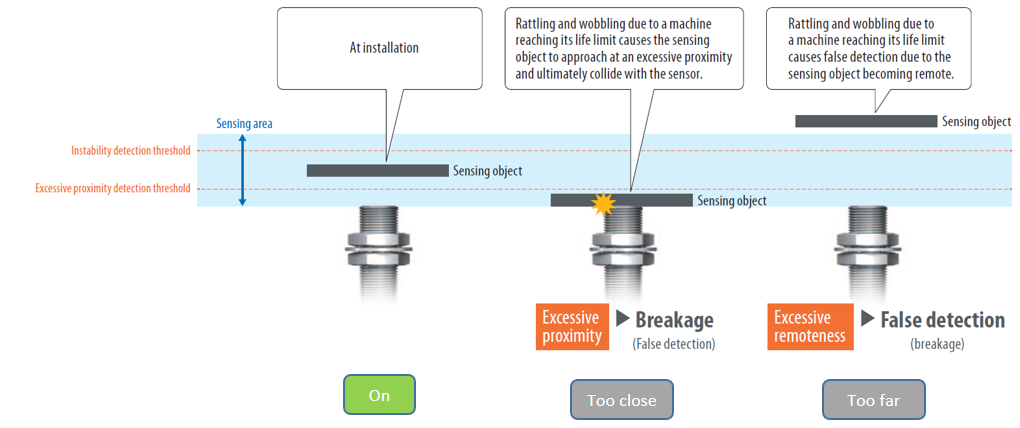 At installation
Rattling and wobbling due to a machine
reaching its life limit causes the sensing
object to approach at an excessive proximity
and ultimately collide with the sensor.
Rattling and wobbling due to
a machine reaching its life limit
causes false detection due to the
sensing object becoming remote.
Sensing area
Sensing object
Instability detection threshold
Sensing object
Excessive proximity detection threshold
Sensing object
Excessive
proximity
Breakage
(False detection)
Excessive
remoteness
False detection
(breakage)
On
Too close
Too far